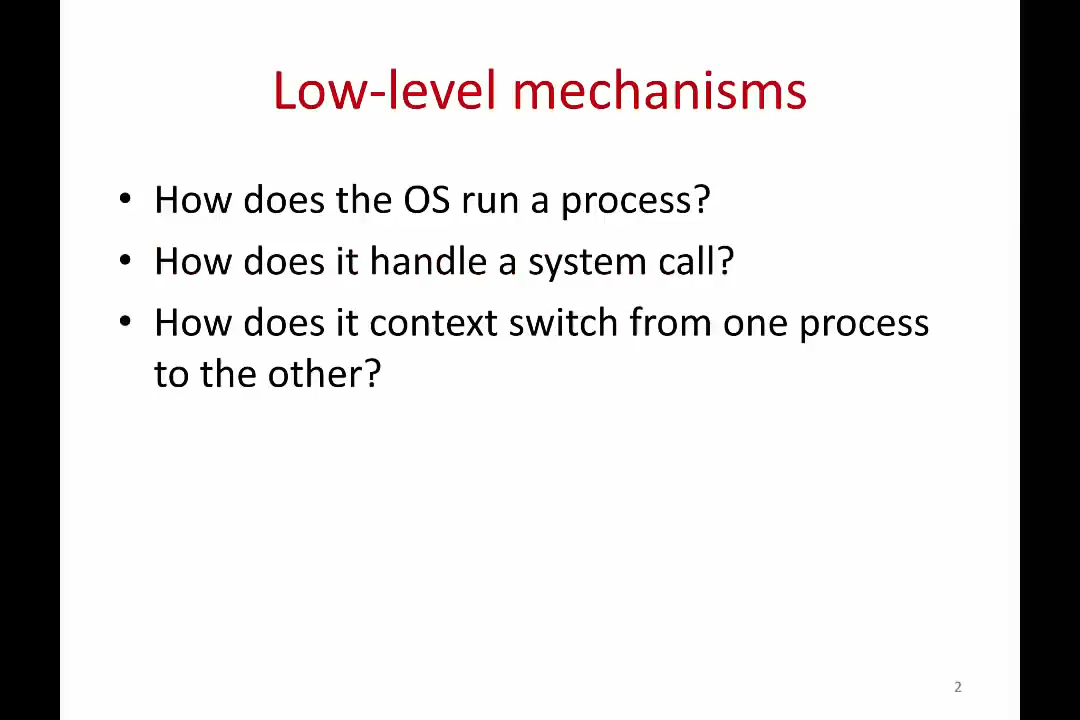 Low-level mechanisms
• How does the OS run a process?
• How does it handle a system call?
• How does it context switch from one process
to the other?
2